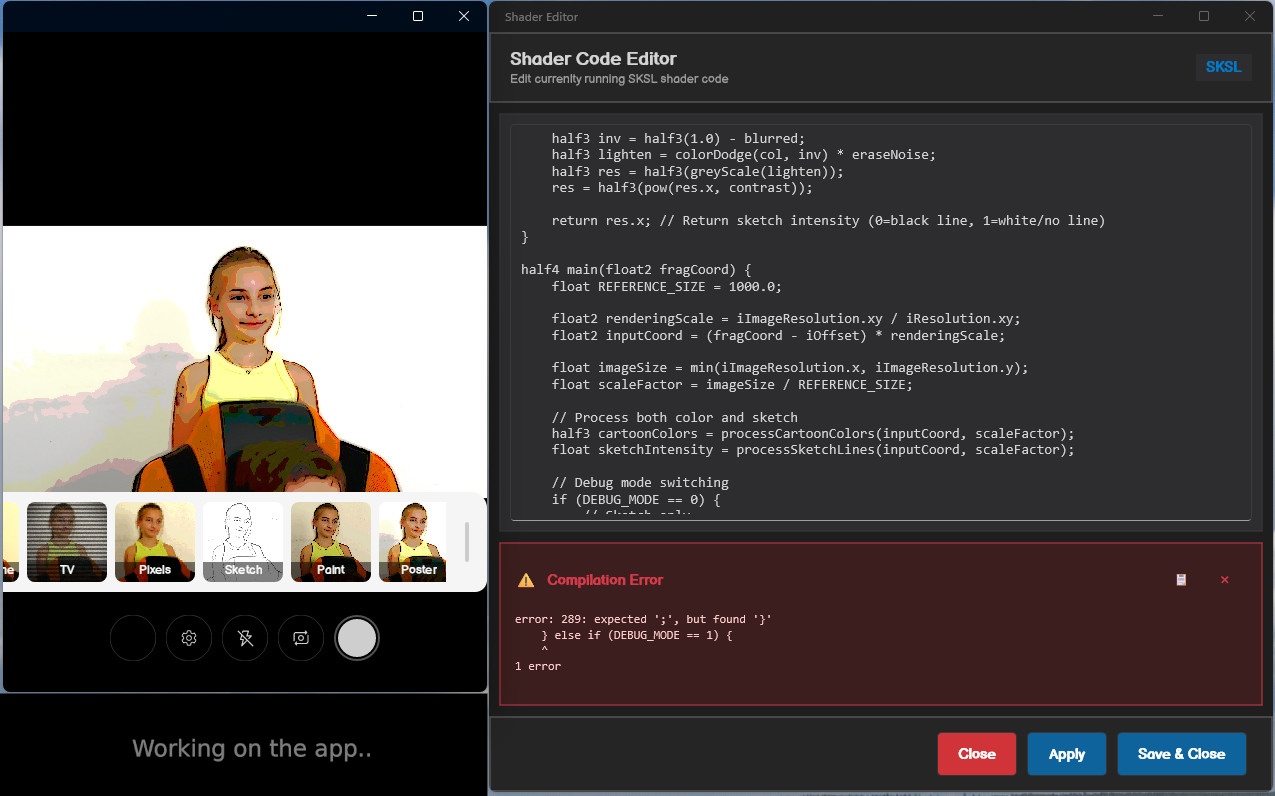 Shader Editor
Shader Code Editor
Edit currenlty running SKSL shader code
SKSL
half3 inv = half3(1.0) - blurred;
half3 lighten = colorDodge(col, inv) * eraseNoise;
half3 res = half3(greyScale(lighten));
res = half3(pow(res.x, contrast));
return res.x; // Return sketch intensity (0=black line, 1=white/no line)
}
half4 main(float2 fragCoord) {
float REFERENCE_SIZE = 1000.0;
float2 renderingScale = iImageResolution.xy / iResolution.xy;
float2 inputCoord = (fragCoord - iOffset) * renderingScale;
float imageSize = min(iImageResolution.x, iImageResolution.y);
float scaleFactor = imageSize / REFERENCE_SIZE;
// Process both color and sketch
half3 cartoonColors = processCartoonColors(inputCoord, scaleFactor);
float sketchIntensity = processSketchLines(inputCoord, scaleFactor);
// Debug mode switching
if (DEBUG_MODE == 0) {
// Sketch only
Compilation Error
error: 289: expected ';', but found '}'
} else if (DEBUG_MODE == 1) {
^
1 error
Close
Apply
Save & Close
TV
Pixels
Sketch
Paint
Poster
Working on the app..